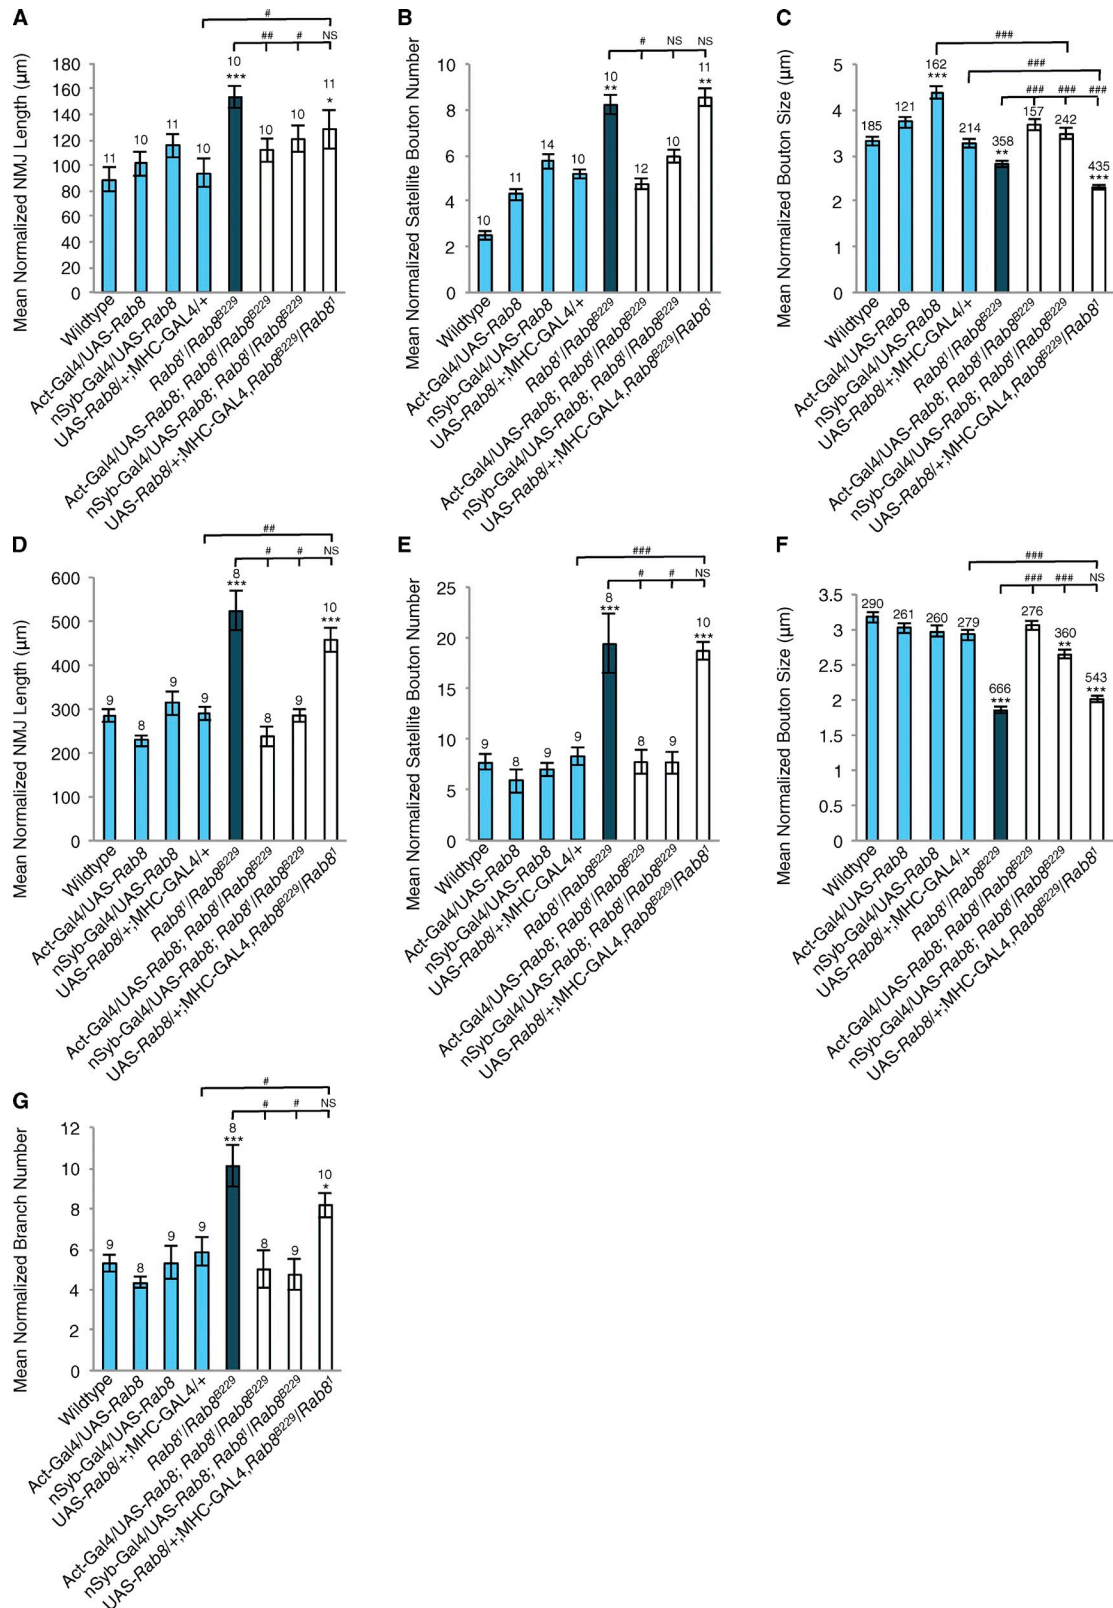 A
#
## # NS
Mean Normalized NMJ Length (μm)
180
160
140
120
100
80
60
40
20
0
11
10
11
10
10
***
10
10
11
*
Wildtype
Act-Gal4/UAS-Rab8
nSyb-Gal4/UAS-Rab8
UAS-Rab8/+;MHC-GAL4/+
Rab8¹/Rab8ᴮ²²⁹
Act-Gal4/UAS-Rab8; Rab8¹/Rab8ᴮ²²⁹
nSyb-Gal4/UAS-Rab8; Rab8¹/Rab8ᴮ²²⁹
UAS-Rab8/+;MHC-GAL4,Rab8ᴮ²²⁹/Rab8¹
B
# NS NS
Mean Normalized Satellite Bouton Number
10
8
6
4
2
0
10
11
14
10
10
**
12
10
11
**
Wildtype
Act-Gal4/UAS-Rab8
nSyb-Gal4/UAS-Rab8
UAS-Rab8/+;MHC-GAL4/+
Rab8¹/Rab8ᴮ²²⁹
Act-Gal4/UAS-Rab8; Rab8¹/Rab8ᴮ²²⁹
nSyb-Gal4/UAS-Rab8; Rab8¹/Rab8ᴮ²²⁹
UAS-Rab8/+;MHC-GAL4,Rab8ᴮ²²⁹/Rab8¹
C
###
###
### ### ###
Mean Normalized Bouton Size (μm)
5
4
3
2
1
0
185
121
162
***
214
358
**
157
242
435
***
Wildtype
Act-Gal4/UAS-Rab8
nSyb-Gal4/UAS-Rab8
UAS-Rab8/+;MHC-GAL4/+
Rab8¹/Rab8ᴮ²²⁹
Act-Gal4/UAS-Rab8; Rab8¹/Rab8ᴮ²²⁹
nSyb-Gal4/UAS-Rab8; Rab8¹/Rab8ᴮ²²⁹
UAS-Rab8/+;MHC-GAL4,Rab8ᴮ²²⁹/Rab8¹
D
##
# # NS
Mean Normalized NMJ Length (μm)
600
500
400
300
200
100
0
9
8
9
9
8
***
8
9
10
***
Wildtype
Act-Gal4/UAS-Rab8
nSyb-Gal4/UAS-Rab8
UAS-Rab8/+;MHC-GAL4/+
Rab8¹/Rab8ᴮ²²⁹
Act-Gal4/UAS-Rab8; Rab8¹/Rab8ᴮ²²⁹
nSyb-Gal4/UAS-Rab8; Rab8¹/Rab8ᴮ²²⁹
UAS-Rab8/+;MHC-GAL4,Rab8ᴮ²²⁹/Rab8¹
E
###
# # NS
Mean Normalized Satellite Bouton Number
25
20
15
10
5
0
9
8
9
9
8
***
8
9
10
***
Wildtype
Act-Gal4/UAS-Rab8
nSyb-Gal4/UAS-Rab8
UAS-Rab8/+;MHC-GAL4/+
Rab8¹/Rab8ᴮ²²⁹
Act-Gal4/UAS-Rab8; Rab8¹/Rab8ᴮ²²⁹
nSyb-Gal4/UAS-Rab8; Rab8¹/Rab8ᴮ²²⁹
UAS-Rab8/+;MHC-GAL4,Rab8ᴮ²²⁹/Rab8¹
F
###
### ### NS
Mean Normalized Bouton Size (μm)
3.5
3
2.5
2
1.5
1
0.5
0
290
261
260
279
666
***
276
360
**
543
***
Wildtype
Act-Gal4/UAS-Rab8
nSyb-Gal4/UAS-Rab8
UAS-Rab8/+;MHC-GAL4/+
Rab8¹/Rab8ᴮ²²⁹
Act-Gal4/UAS-Rab8; Rab8¹/Rab8ᴮ²²⁹
nSyb-Gal4/UAS-Rab8; Rab8¹/Rab8ᴮ²²⁹
UAS-Rab8/+;MHC-GAL4,Rab8ᴮ²²⁹/Rab8¹
G
#
# # NS
Mean Normalized Branch Number
12
10
8
6
4
2
0
9
8
9
9
8
***
8
9
10
*
Wildtype
Act-Gal4/UAS-Rab8
nSyb-Gal4/UAS-Rab8
UAS-Rab8/+;MHC-GAL4/+
Rab8¹/Rab8ᴮ²²⁹
Act-Gal4/UAS-Rab8; Rab8¹/Rab8ᴮ²²⁹
nSyb-Gal4/UAS-Rab8; Rab8¹/Rab8ᴮ²²⁹
UAS-Rab8/+;MHC-GAL4,Rab8ᴮ²²⁹/Rab8¹